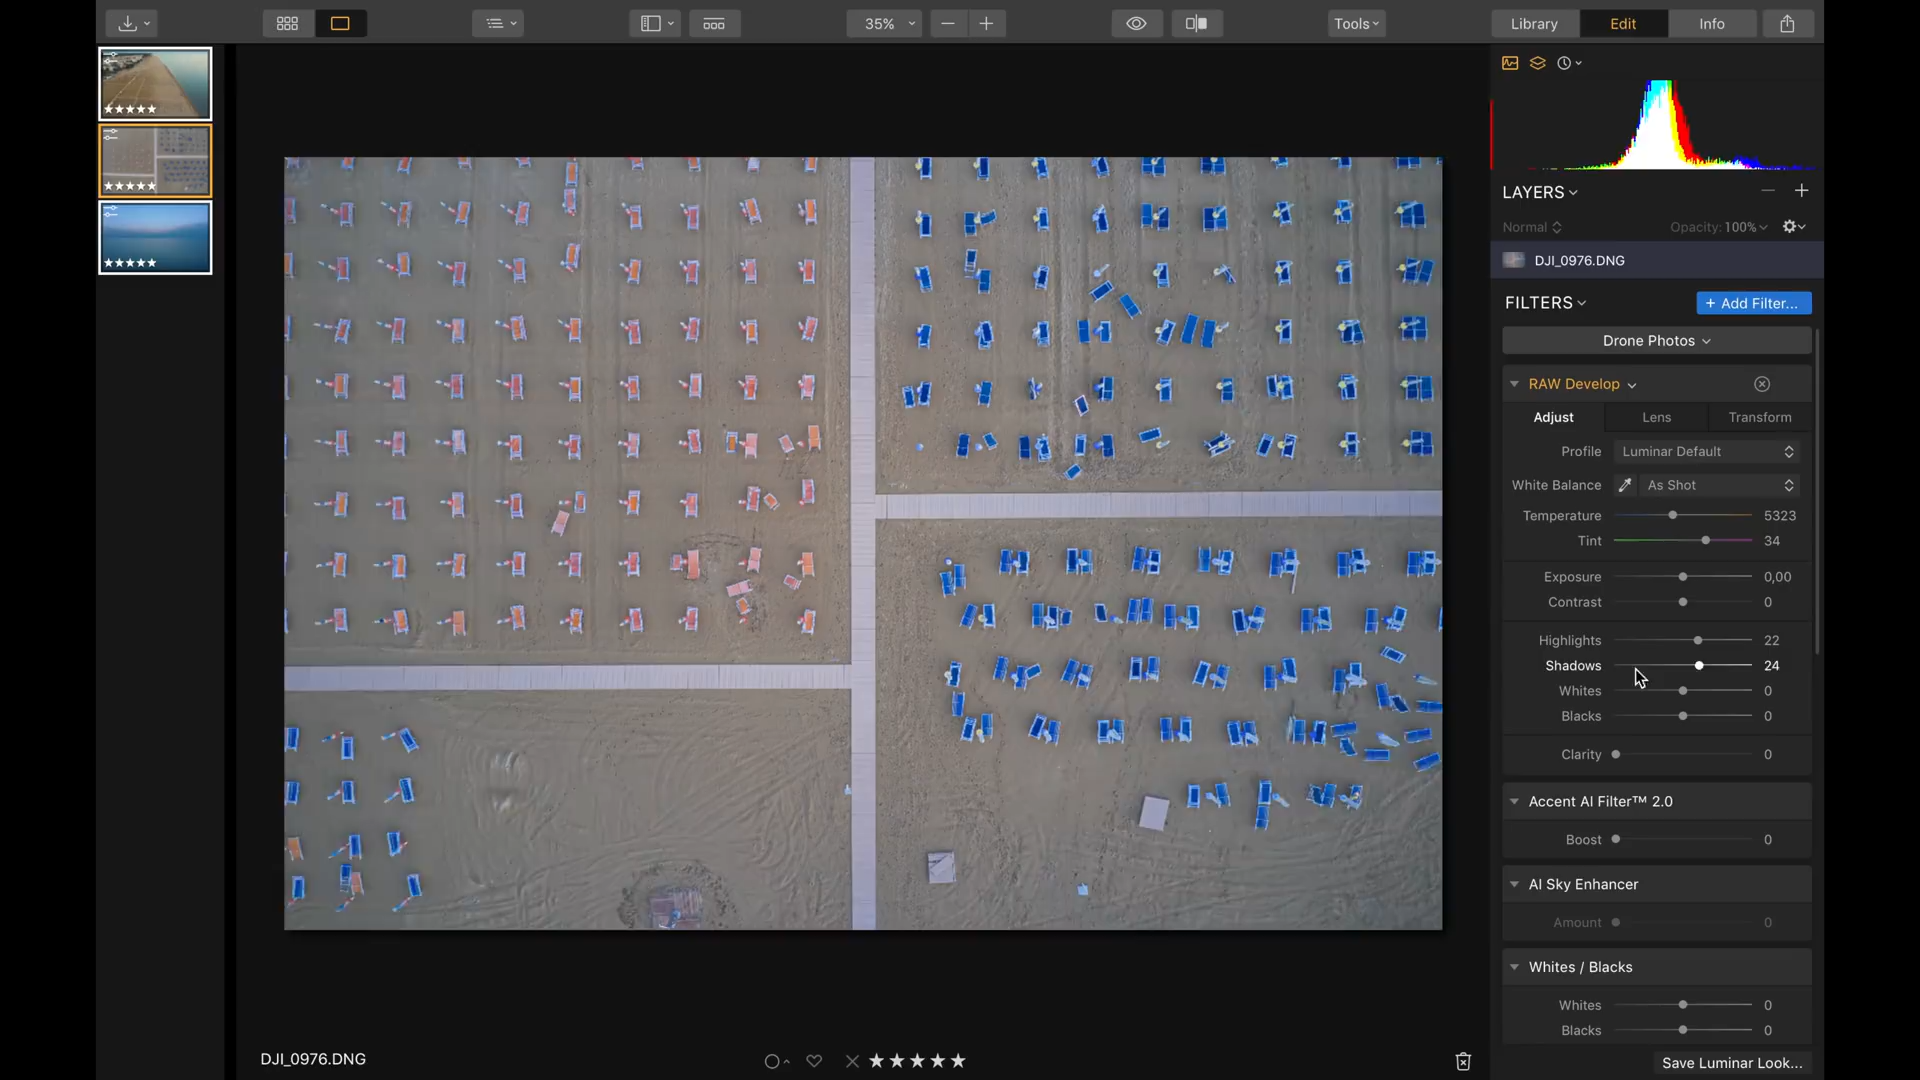 35%
Tools
Library
Edit
Info
LAYERS
Normal
Opacity: 100%
DJI_0976.DNG
FILTERS
+ Add Filter...
Drone Photos
RAW Develop
Adjust
Lens
Transform
Profile
Luminar Default
White Balance
As Shot
Temperature
5323
Tint
34
Exposure
0,00
Contrast
0
Highlights
22
Shadows
24
Whites
0
Blacks
0
Clarity
0
Accent AI Filter™ 2.0
Boost
0
AI Sky Enhancer
Amount
0
Whites / Blacks
Whites
0
Blacks
0
DJI_0976.DNG
Save Luminar Look...